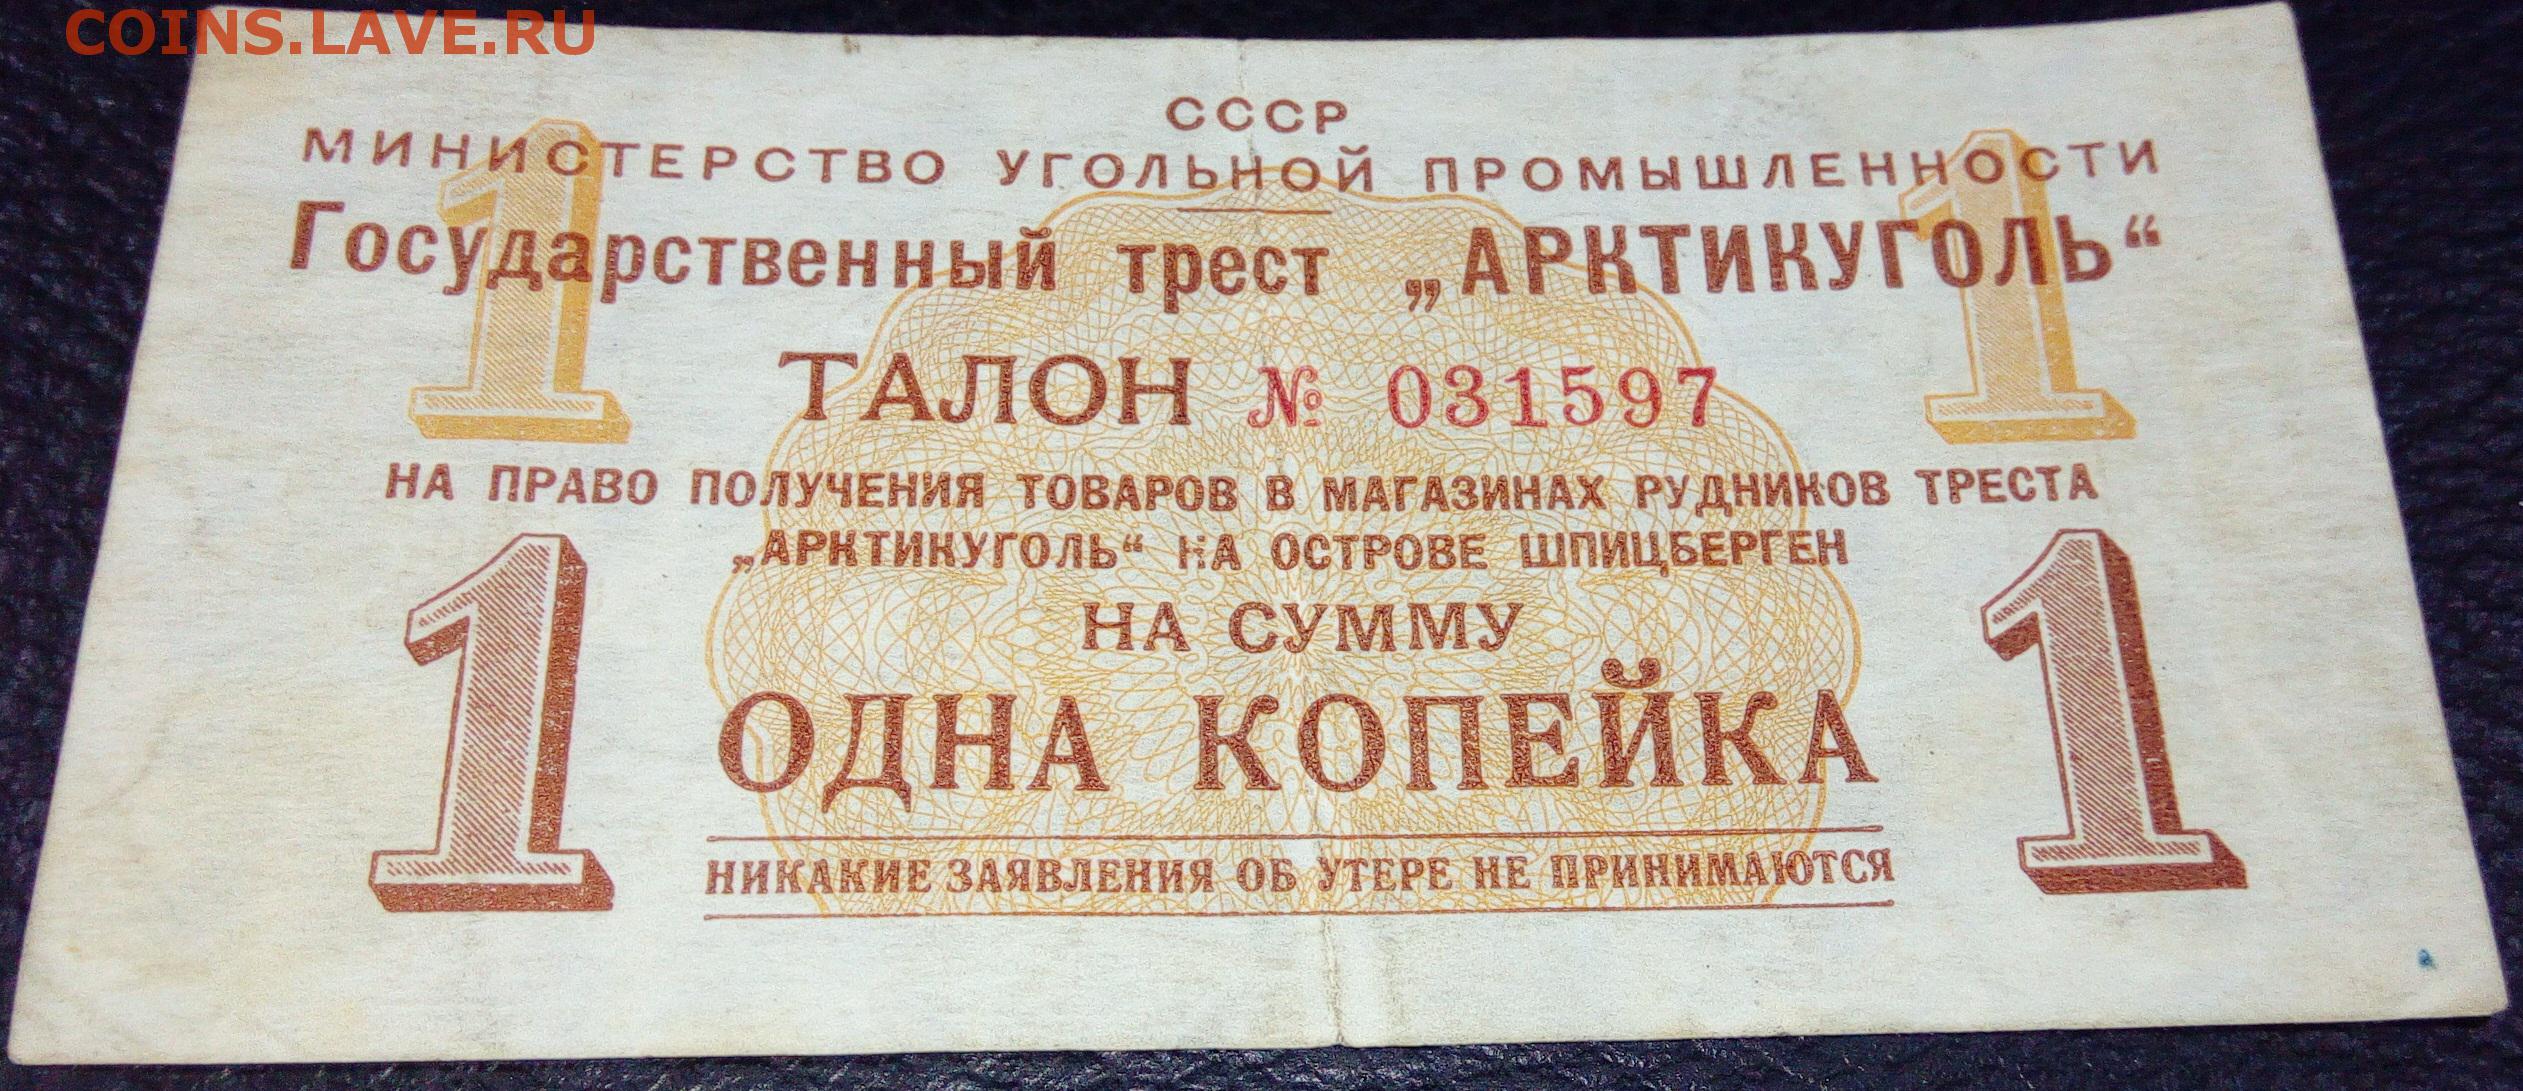 COINS.LAVE.RU
СССР
МИНИСТЕРСТВО УГОЛЬНОЙ ПРОМЫШЛЕННОСТИ
Государственный трест „АРКТИКУГОЛЬ“
1 1
ТАЛОН № 031597
НА ПРАВО ПОЛУЧЕНИЯ ТОВАРОВ В МАГАЗИНАХ РУДНИКОВ ТРЕСТА
„АРКТИКУГОЛЬ“ НА ОСТРОВЕ ШПИЦБЕРГЕН
НА СУММУ
1 ОДНА КОПЕЙКА 1
НИКАКИЕ ЗАЯВЛЕНИЯ ОБ УТЕРЕ НЕ ПРИНИМАЮТСЯ